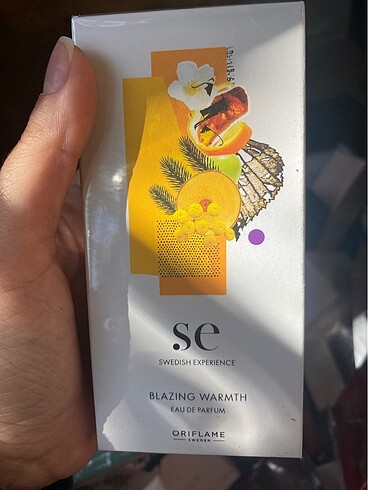 se
SWEDISH EXPERIENCE
BLAZING WARMTH
EAU DE PARFUM
ORIFLAME
SWEDEN